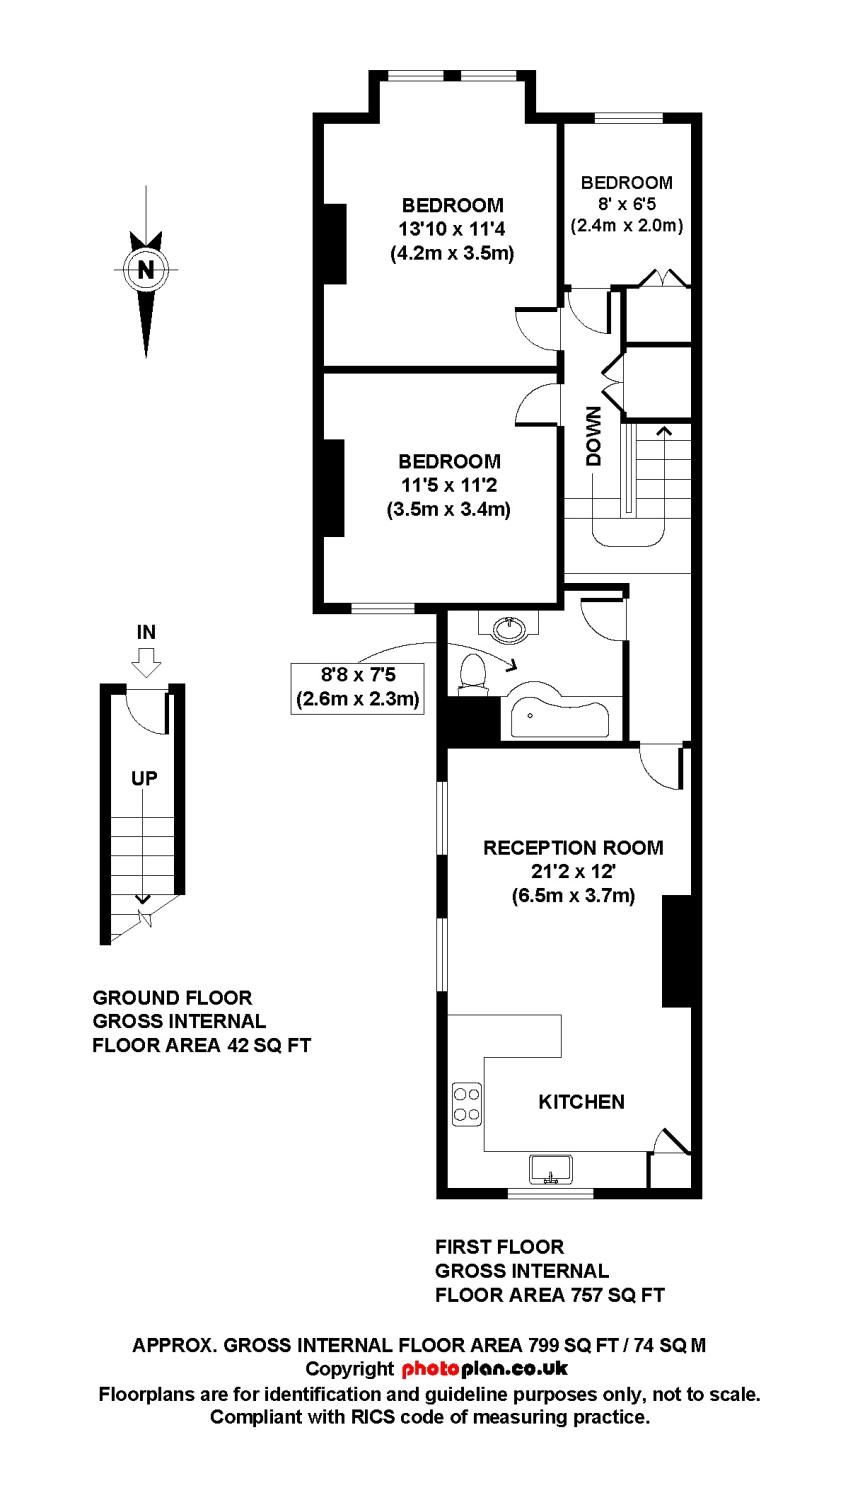 BEDROOM
13'10 x 11'4
(4.2m x 3.5m)
BEDROOM
8' x 6'5
(2.4m x 2.0m)
N
DOWN
BEDROOM
11'5 x 11'2
(3.5m x 3.4m)
IN
8'8 x 7'5
(2.6m x 2.3m)
UP
RECEPTION ROOM
21'2 x 12'
(6.5m x 3.7m)
GROUND FLOOR
GROSS INTERNAL
FLOOR AREA 42 SQ FT
KITCHEN
FIRST FLOOR
GROSS INTERNAL
FLOOR AREA 757 SQ FT
APPROX. GROSS INTERNAL FLOOR AREA 799 SQ FT / 74 SQ M
Copyright photoplan.co.uk
Floorplans are for identification and guideline purposes only, not to scale.
Compliant with RICS code of measuring practice.